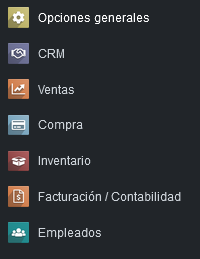 Opciones generales
CRM
Ventas
Compra
Inventario
Facturación / Contabilidad
Empleados